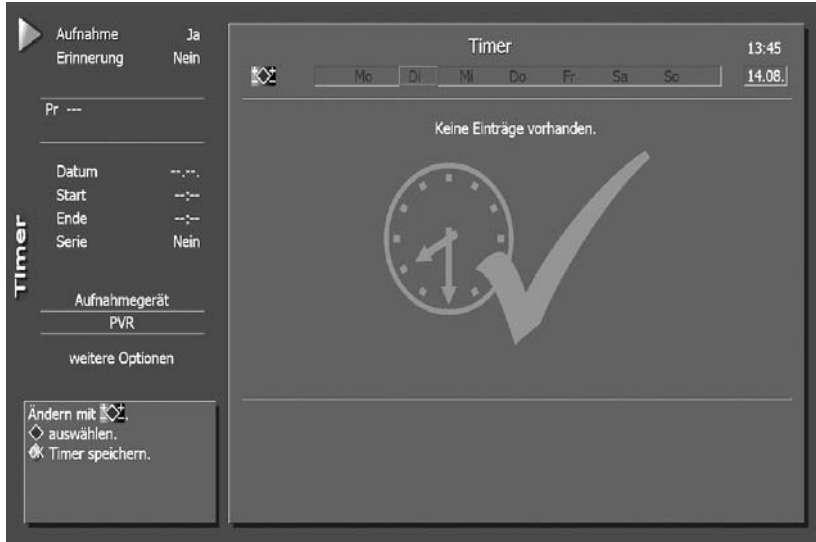 Timer
Aufnahme Ja
Erinnerung Nein
Pr ---
Datum --.--.
Start --:--
Ende --:--
Serie Nein
Aufnahmegerät
PVR
weitere Optionen
Ändern mit
auswählen.
OK Timer speichern.
Timer
13:45
Mo Di Mi Do Fr Sa So
14.08.
Keine Einträge vorhanden.